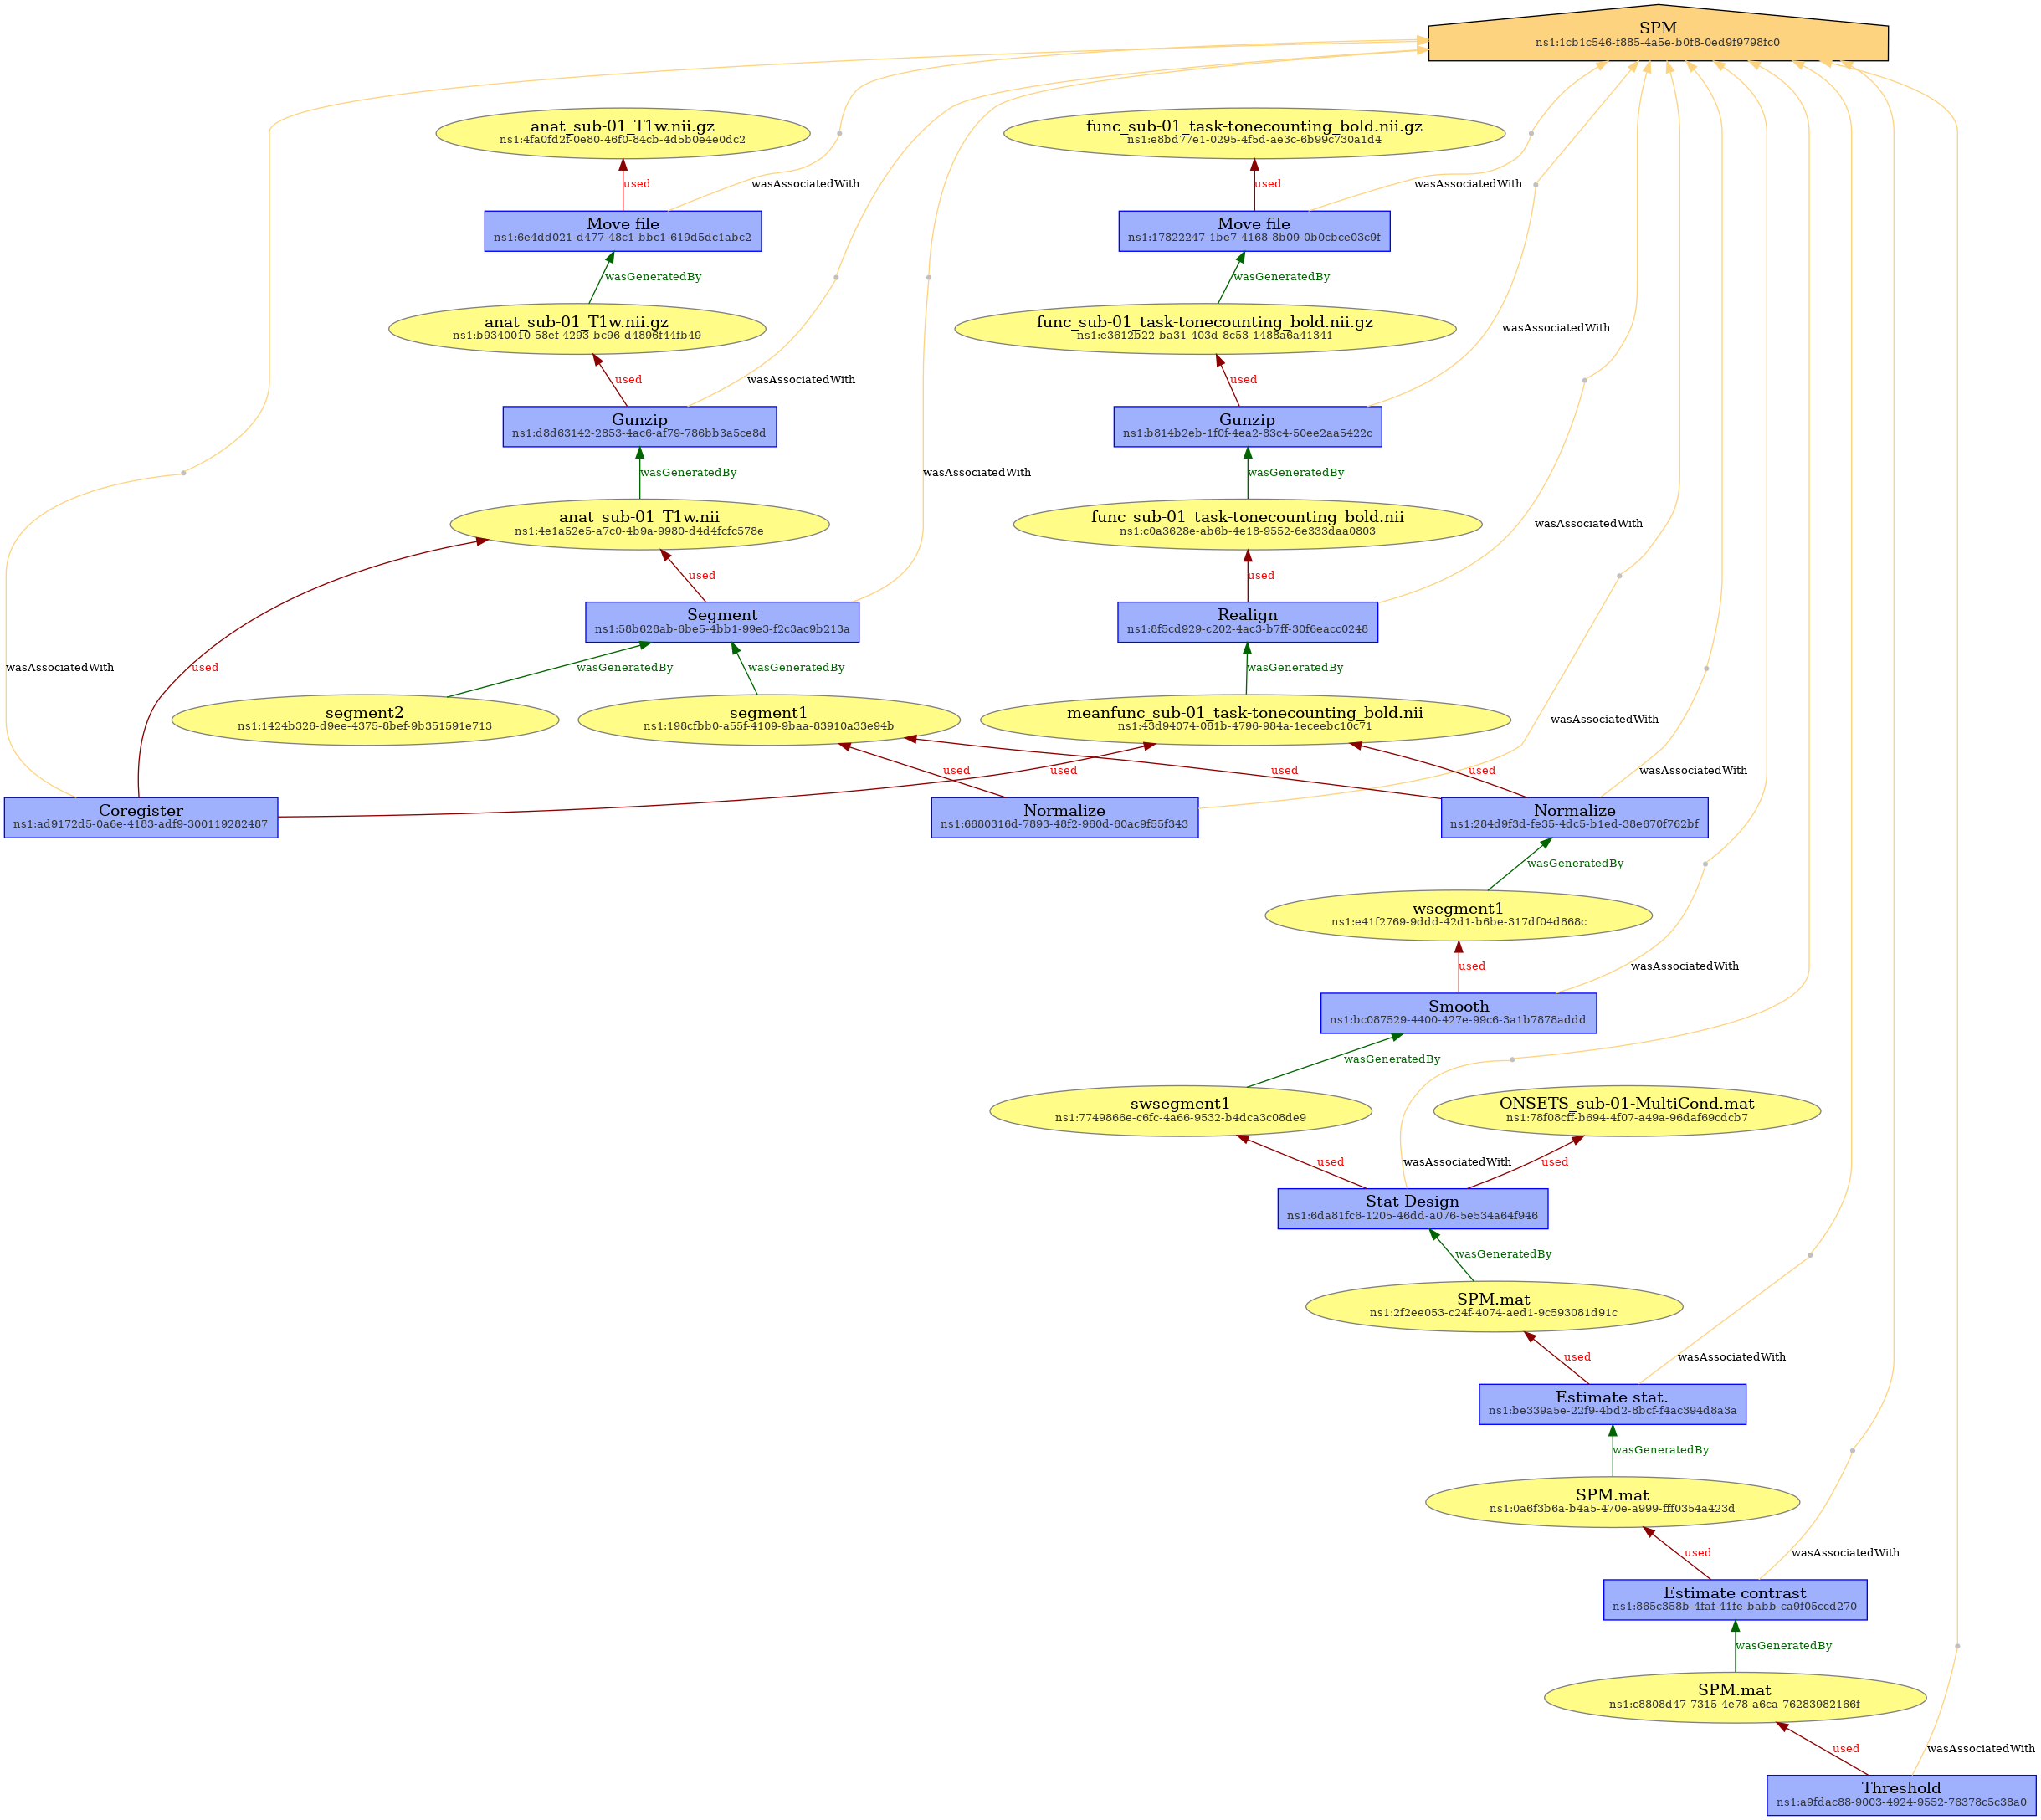 SPM
ns1:1cb1c546-f885-4a5e-b0f8-0ed9f9798fc0
anat_sub-01_T1w.nii.gz
ns1:4fa0fd2f-0e80-46f0-84cb-4d5b0e4e0dc2
func_sub-01_task-tonecounting_bold.nii.gz
ns1:e8bd77e1-0295-4f5d-ae3c-6b99c730a1d4
used
wasAssociatedWith
used
wasAssociatedWith
Move file
ns1:6e4dd021-d477-48c1-bbc1-619d5dc1abc2
Move file
ns1:17822247-1be7-4168-8b09-0b0cbce03c9f
wasGeneratedBy
wasGeneratedBy
anat_sub-01_T1w.nii.gz
ns1:b9340010-58ef-4293-bc96-d4896f44fb49
func_sub-01_task-tonecounting_bold.nii.gz
ns1:e3612b22-ba31-403d-8c53-1488a8a41341
wasAssociatedWith
used
wasAssociatedWith
used
Gunzip
ns1:d8d63142-2853-4ac6-af79-786bb3a5ce8d
Gunzip
ns1:b814b2eb-1f0f-4ea2-83c4-50ee2aa5422c
wasGeneratedBy
wasAssociatedWith
wasGeneratedBy
anat_sub-01_T1w.nii
ns1:4e1a52e5-a7c0-4b9a-9980-d4d4fcfc578e
func_sub-01_task-tonecounting_bold.nii
ns1:c0a3628e-ab6b-4e18-9552-6e333daa0803
wasAssociatedWith
used
used
Segment
ns1:58b628ab-6be5-4bb1-99e3-f2c3ac9b213a
Realign
ns1:8f5cd929-c202-4ac3-b7ff-30f6eacc0248
wasAssociatedWith
used
wasGeneratedBy
wasGeneratedBy
wasGeneratedBy
segment2
ns1:1424b326-d9ee-4375-8bef-9b351591e713
segment1
ns1:198cfbb0-a55f-4109-9baa-83910a33e94b
meanfunc_sub-01_task-tonecounting_bold.nii
ns1:43d94074-061b-4796-984a-1eceebc10c71
wasAssociatedWith
used
used
used
used
wasAssociatedWith
Coregister
ns1:ad9172d5-0a6e-4183-adf9-300119282487
Normalize
ns1:6680316d-7893-48f2-960d-60ac9f55f343
Normalize
ns1:284d9f3d-fe35-4dc5-b1ed-38e670f762bf
wasGeneratedBy
wsegment1
ns1:e41f2769-9ddd-42d1-b6be-317df04d868c
used
wasAssociatedWith
Smooth
ns1:bc087529-4400-427e-99c6-3a1b7878addd
wasGeneratedBy
swsegment1
ns1:7749866e-c6fc-4a66-9532-b4dca3c08de9
ONSETS_sub-01-MultiCond.mat
ns1:78f08cff-b694-4f07-a49a-96daf69cdcb7
used
wasAssociatedWith
used
Stat Design
ns1:6da81fc6-1205-46dd-a076-5e534a64f946
wasGeneratedBy
SPM.mat
ns1:2f2ee053-c24f-4074-aed1-9c593081d91c
used
wasAssociatedWith
Estimate stat.
ns1:be339a5e-22f9-4bd2-8bcf-f4ac394d8a3a
wasGeneratedBy
SPM.mat
ns1:0a6f3b6a-b4a5-470e-a999-fff0354a423d
used
wasAssociatedWith
Estimate contrast
ns1:865c358b-4faf-41fe-babb-ca9f05ccd270
wasGeneratedBy
SPM.mat
ns1:c8808d47-7315-4e78-a6ca-76283982166f
used
wasAssociatedWith
Threshold
ns1:a9fdac88-9003-4924-9552-76378c5c38a0